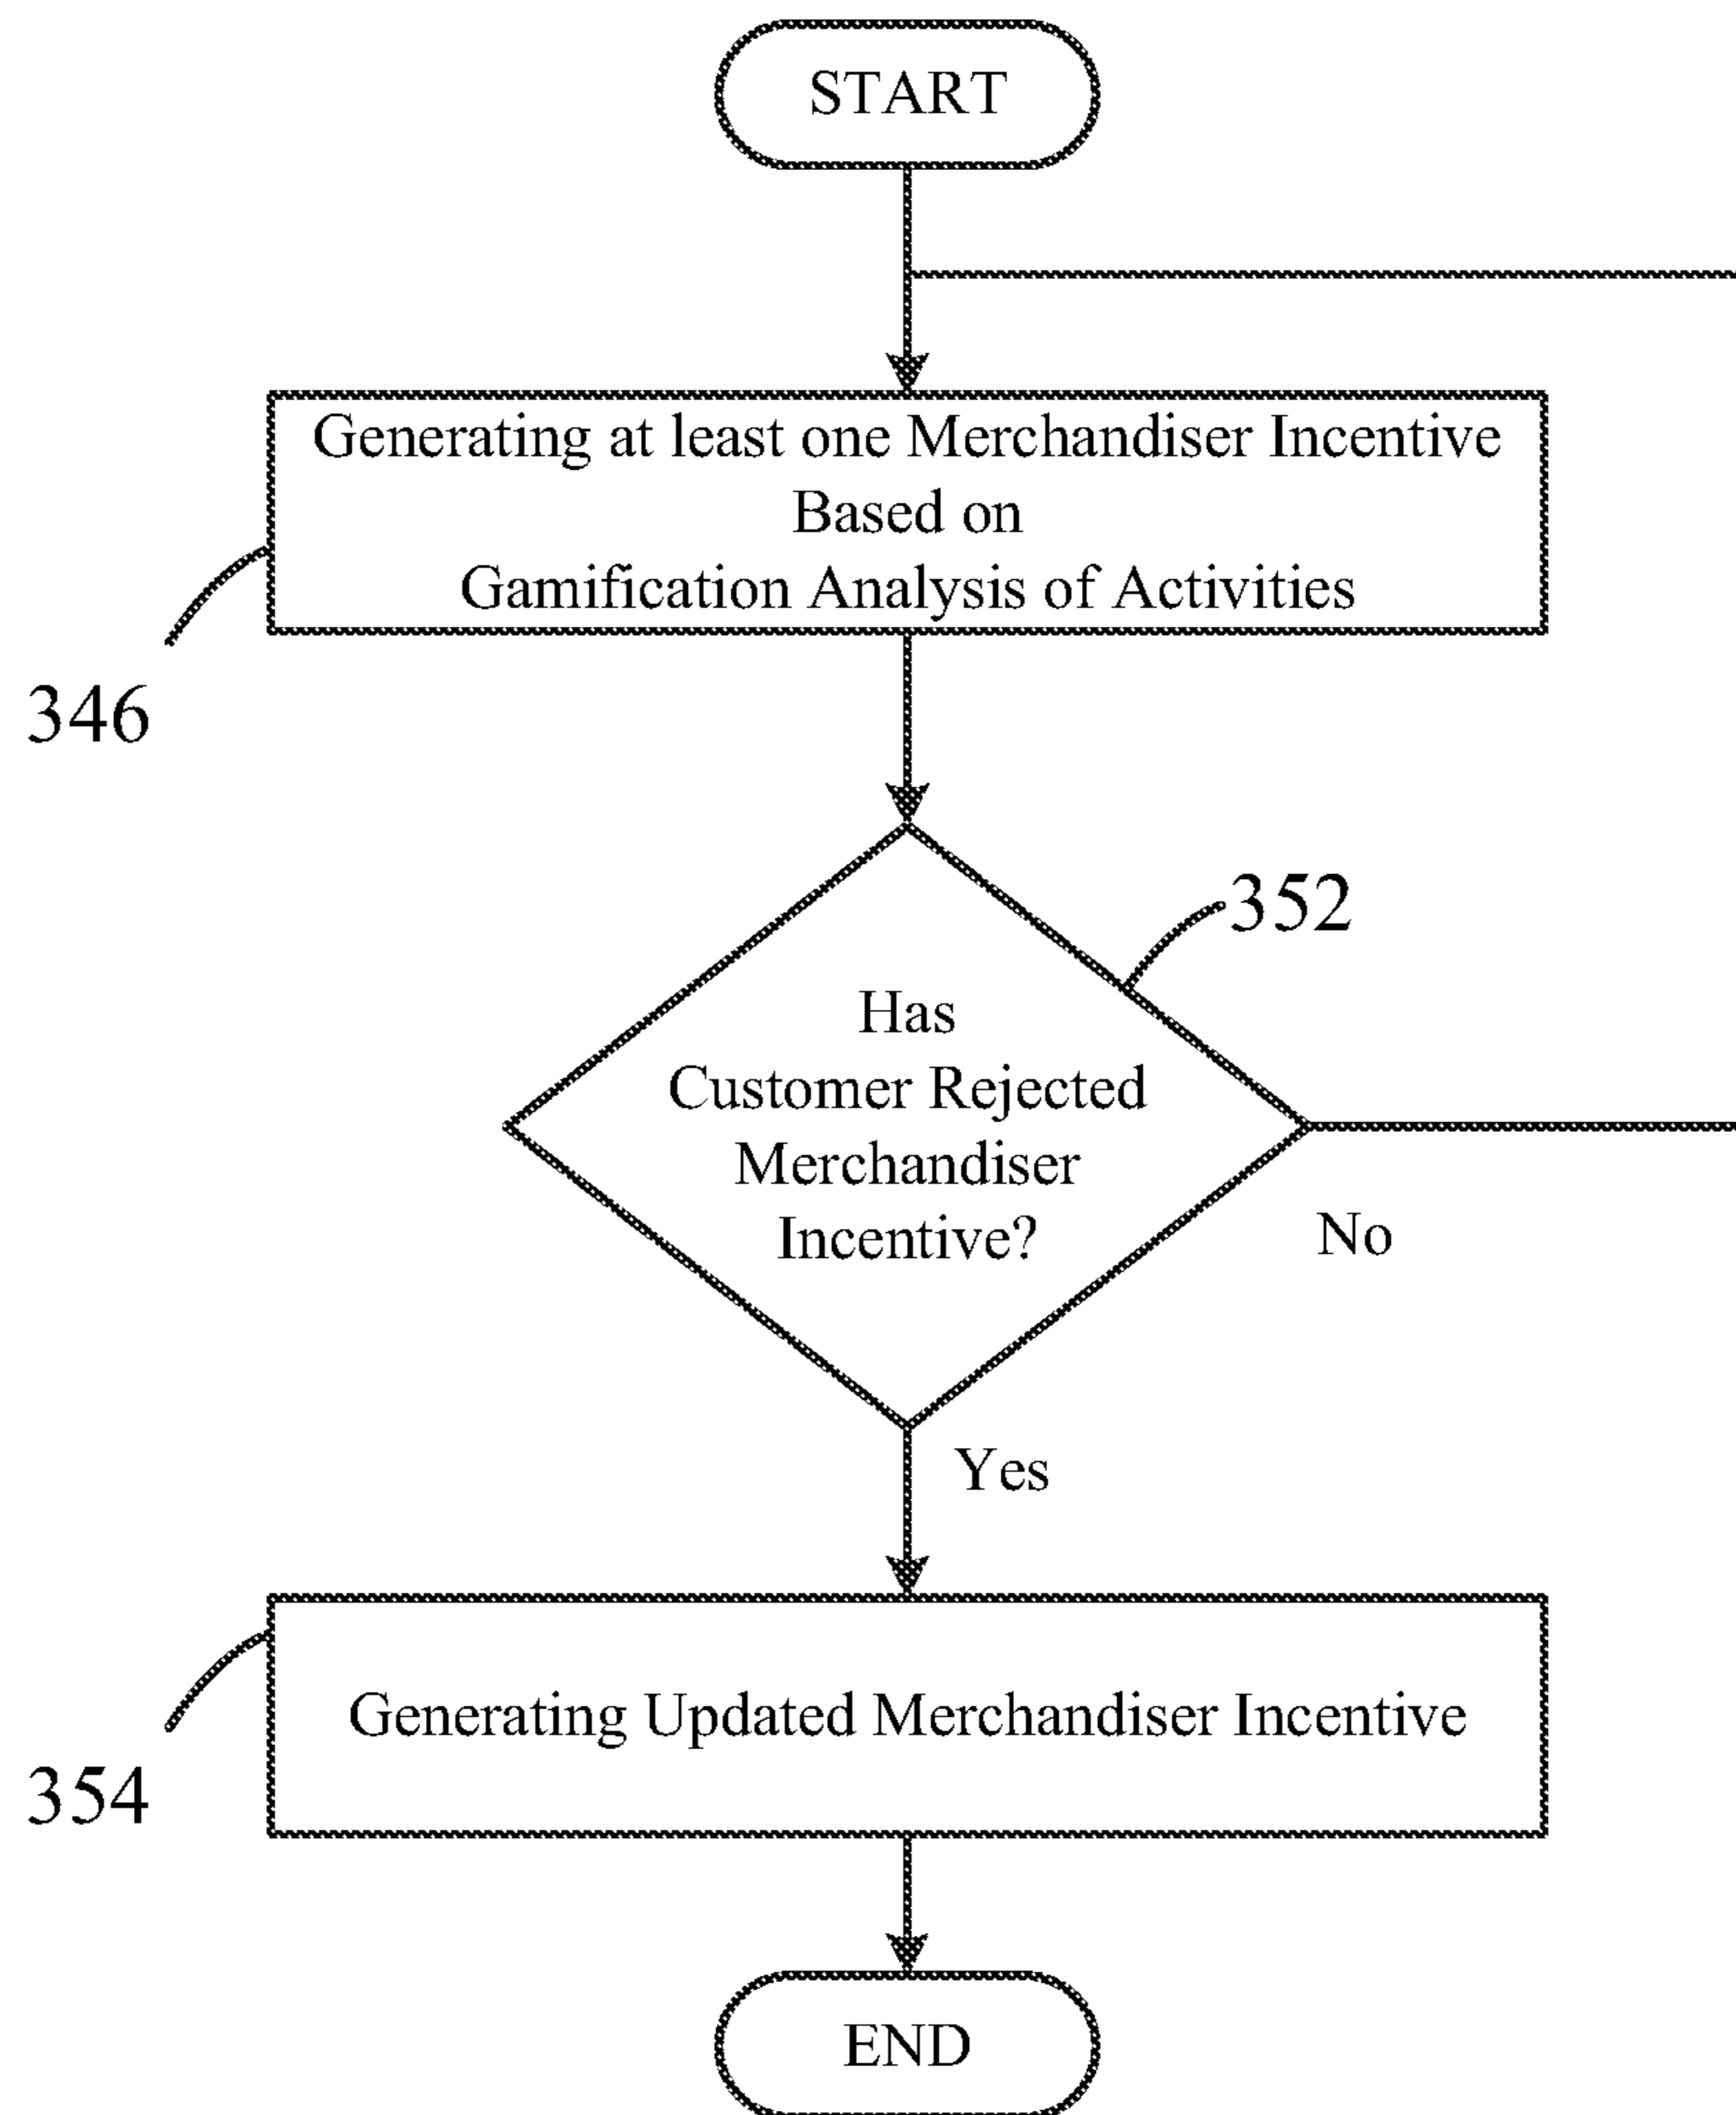 START
Generating at least one Merchandiser Incentive
Based on
Gamification Analysis of Activities
346
352
Has
Customer Rejected
Merchandiser
Incentive?
No
Yes
Generating Updated Merchandiser Incentive
354
END